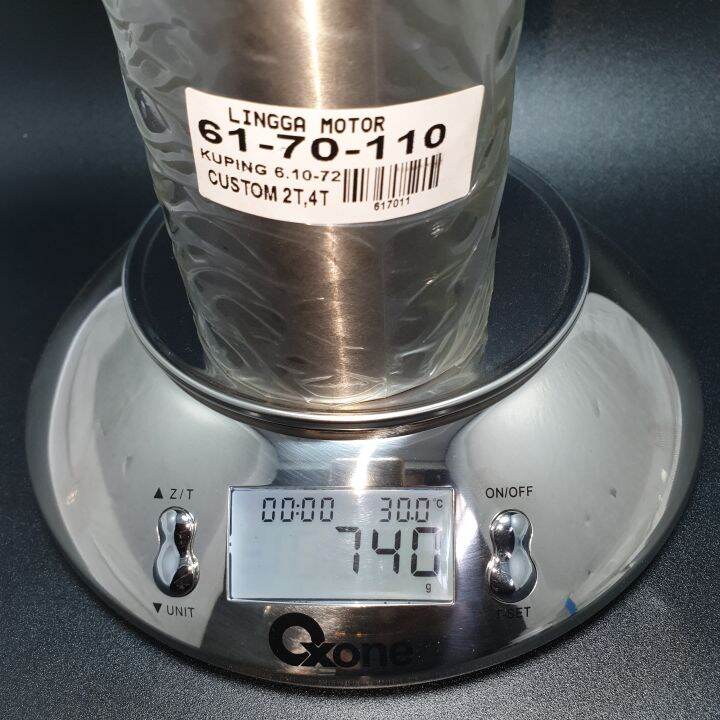 LINGGA MOTOR
61-70-110
KUPING 6.10-72
CUSTOM 2T,4T
617011
▲ Z/T
ON/OFF
00:00 30.0°C
740
g
▼ UNIT
T-SET
Oxone